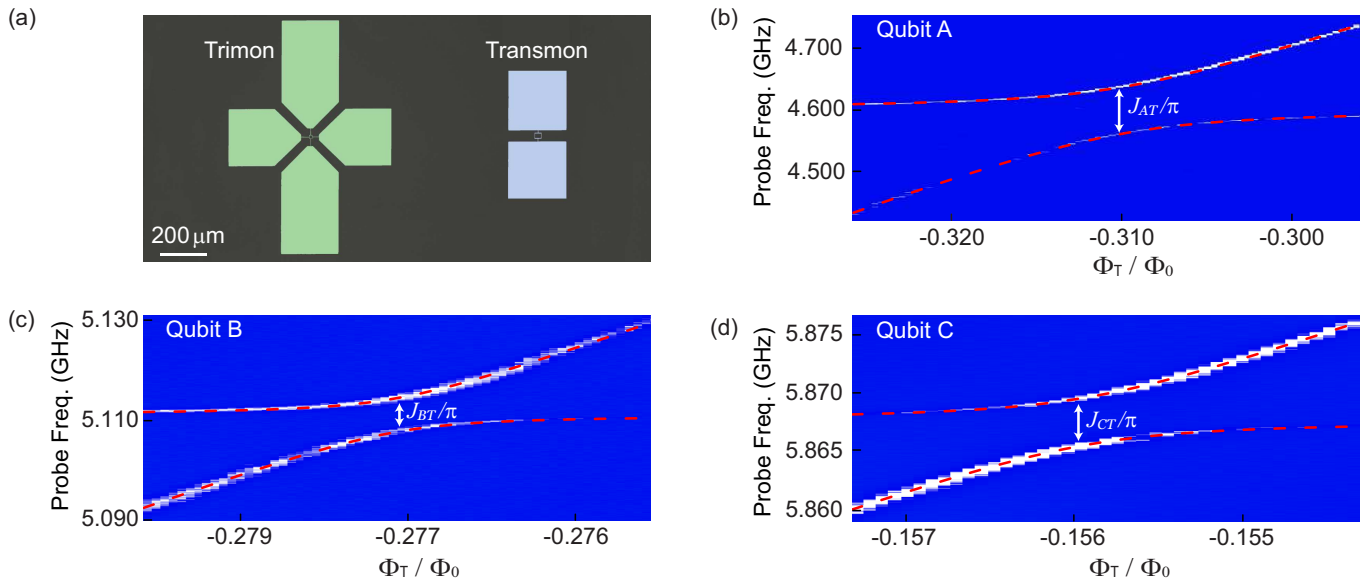 (a)
Trimon
Transmon
200 μm
(b)
Qubit A
Probe Freq. (GHz)
4.700
4.600
4.500
J_AT/π
-0.320
-0.310
-0.300
Φ_T / Φ_0
(c)
Qubit B
Probe Freq. (GHz)
5.130
5.110
5.090
J_BT/π
-0.279
-0.277
-0.276
Φ_T / Φ_0
(d)
Qubit C
Probe Freq. (GHz)
5.875
5.870
5.865
5.860
J_CT/π
-0.157
-0.156
-0.155
Φ_T / Φ_0